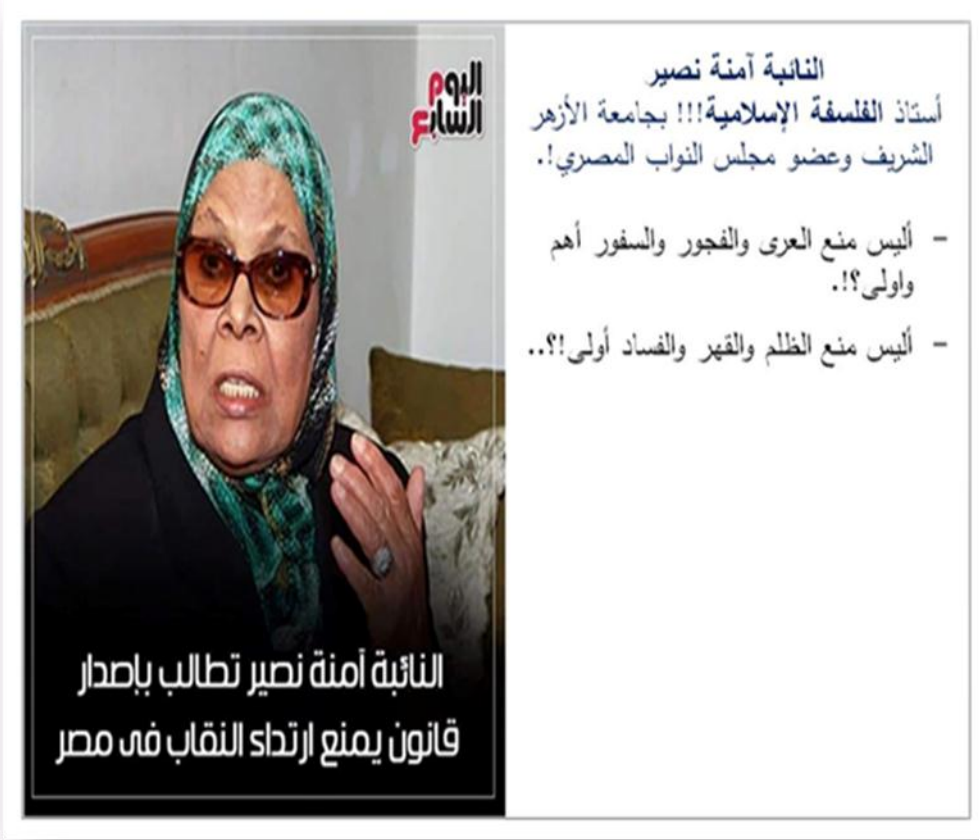 اليوم
السابع
النائبة آمنة نصير تطالب بإصدار
قانون يمنع ارتداء النقاب فى مصر
النائبة آمنة نصير
أستاذ الفلسفة الإسلامية!!! بجامعة الأزهر
الشريف وعضو مجلس النواب المصري!.
- أليس منع العرى والفجور والسفور أهم
واولى؟!.
- أليس منع الظلم والقهر والفساد أولى!؟..